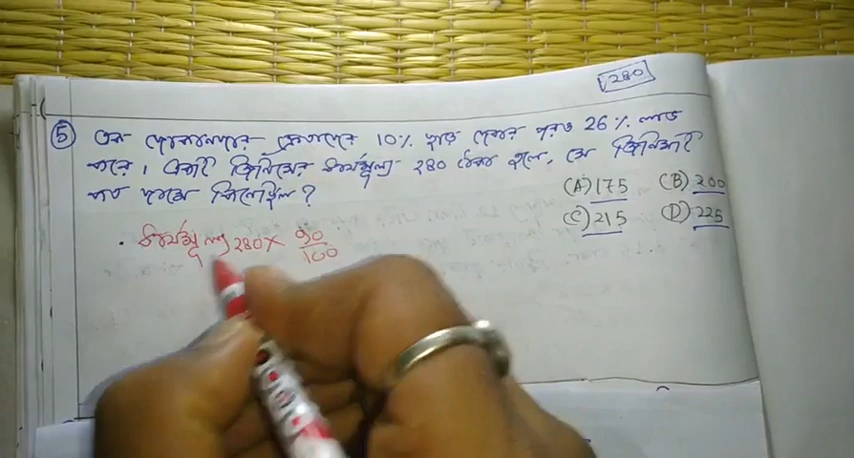 280
⑤ এক দোকানদার ক্রেতাদের 10% ছাড় দেবার পরও 26% লাভ
করে। একটি জিনিসের ধার্যমূল্য 280 টাকা হলে, সে জিনিসটি
কত দামে কিনেছিল?
(A) 175 (B) 200
(C) 215 (D) 225
· ধার্যমূল্য 280 × 90/100